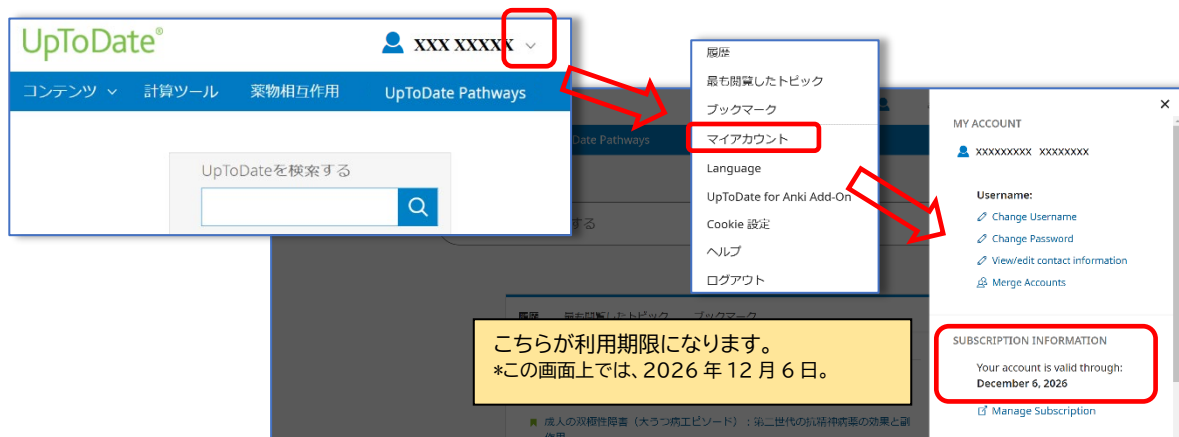 UpToDate®
XXX XXXXX
コンテンツ
計算ツール
薬物相互作用
UpToDate Pathways
UpToDateを検索する
履歴
最も閲覧したトピック
ブックマーク
マイアカウント
Language
UpToDate for Anki Add-On
Cookie 設定
ヘルプ
ログアウト
Date Pathways
する
履歴 最も閲覧したトピック ブックマーク
こちらが利用期限になります。
*この画面上では、2026 年 12 月 6 日。
成人の双極性障害（大うつ病エピソード）：第二世代の抗精神病薬の効果と副
作用
MY ACCOUNT
XXXXXXXXX XXXXXXXX
Username:
Change Username
Change Password
View/edit contact information
Merge Accounts
SUBSCRIPTION INFORMATION
Your account is valid through:
December 6, 2026
Manage Subscription